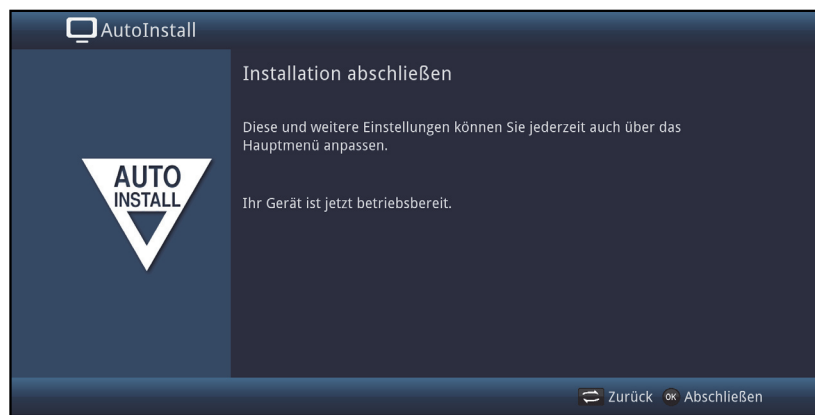 AutoInstall
Installation abschließen
Diese und weitere Einstellungen können Sie jederzeit auch über das
Hauptmenü anpassen.
AUTO
INSTALL
Ihr Gerät ist jetzt betriebsbereit.
Zurück OK Abschließen